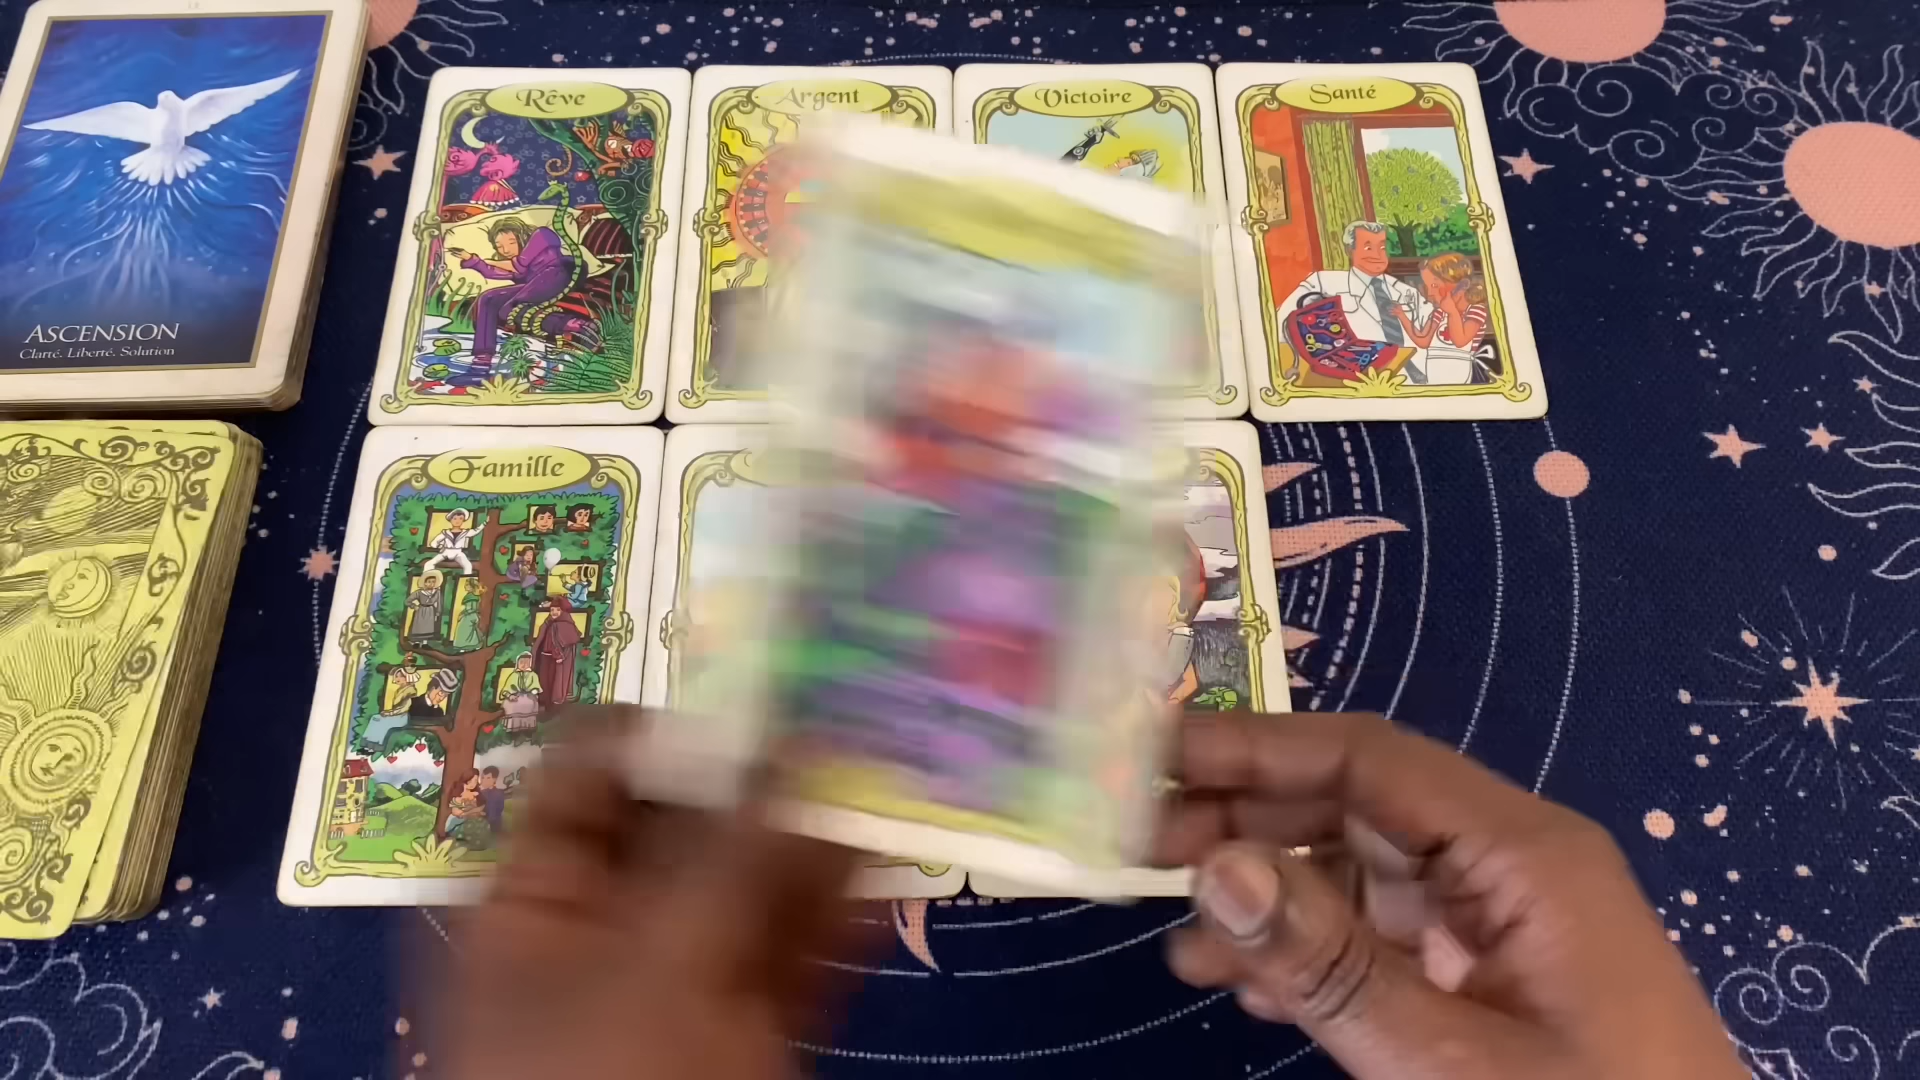 ASCENSION
Clarté. Liberté. Solution
Rêve
Argent
Victoire
Santé
Famille